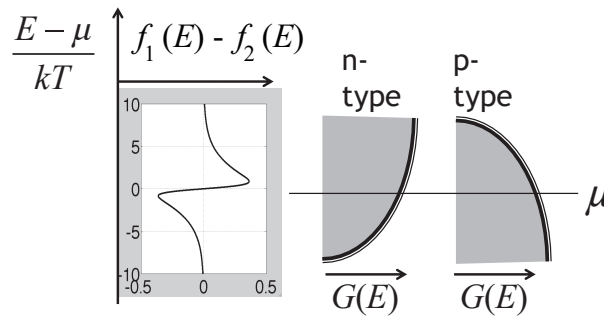 E − μ
kT
f₁(E) - f₂(E)
n-
type
p-
type
10
5
0
-5
-10
-0.5
0
0.5
μ
G(E)
G(E)